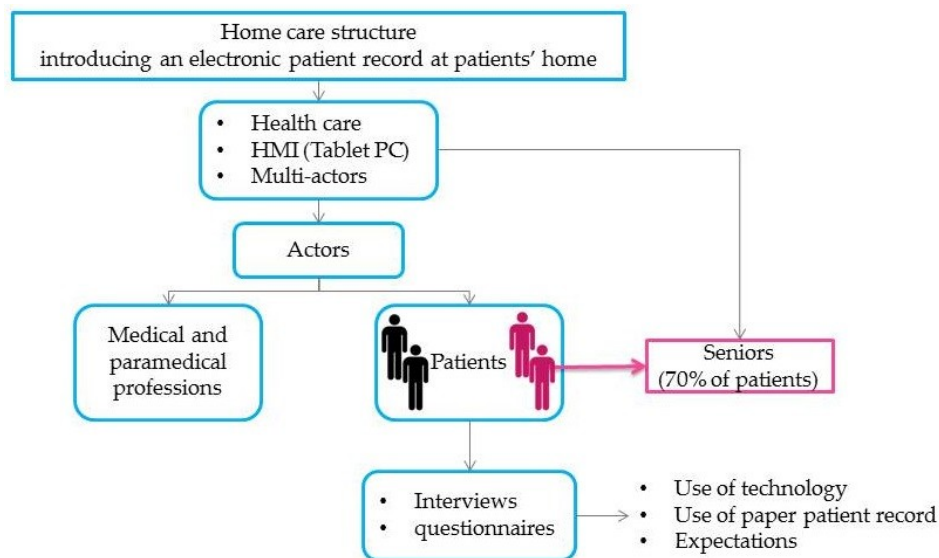 Home care structure
introducing an electronic patient record at patients' home
• Health care
• HMI (Tablet PC)
• Multi-actors
Actors
Medical and
paramedical
professions
Patients
Seniors
(70% of patients)
• Interviews
• questionnaires
• Use of technology
• Use of paper patient record
• Expectations